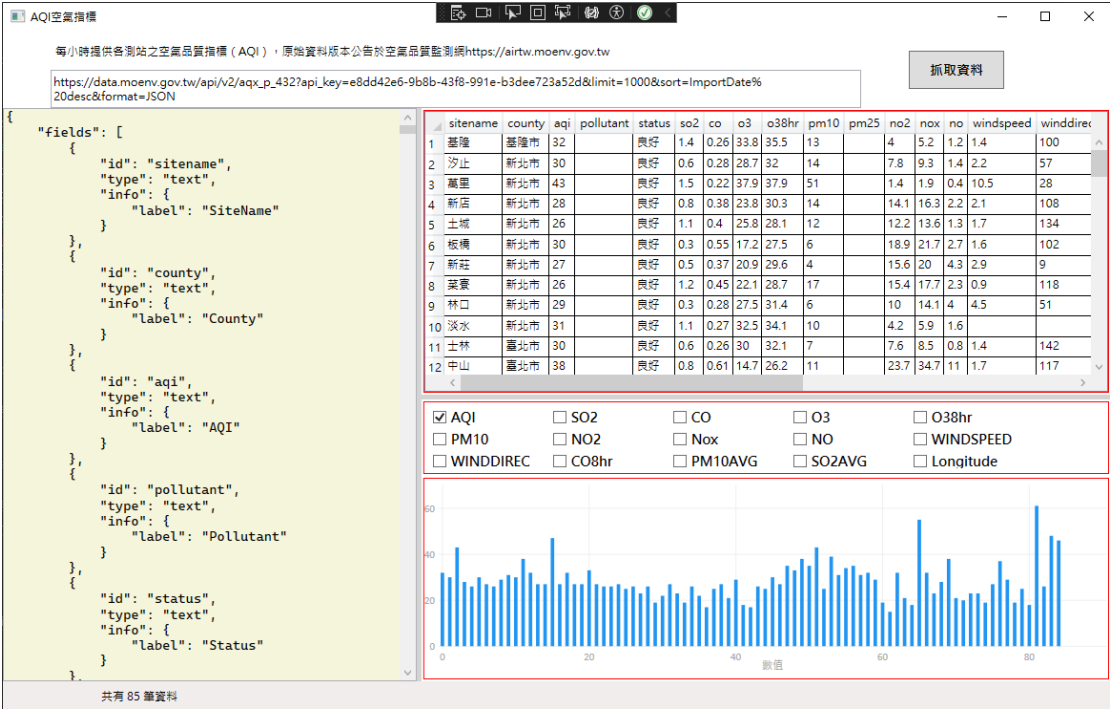 AQI空氣指標
每小時提供各測站之空氣品質指標（AQI），原始資料版本公告於空氣品質監測網https://airtw.moenv.gov.tw
https://data.moenv.gov.tw/api/v2/aqx_p_432?api_key=e8dd42e6-9b8b-43f8-991e-b3dee723a52d&limit=1000&sort=ImportDate%
20desc&format=JSON
抓取資料
{
"fields": [
{
"id": "sitename",
"type": "text",
"info": {
"label": "SiteName"
}
},
{
"id": "county",
"type": "text",
"info": {
"label": "County"
}
},
{
"id": "aqi",
"type": "text",
"info": {
"label": "AQI"
}
},
{
"id": "pollutant",
"type": "text",
"info": {
"label": "Pollutant"
}
},
{
"id": "status",
"type": "text",
"info": {
"label": "Status"
}
},
sitename county aqi pollutant status so2 co o3 o38hr pm10 pm25 no2 nox no windspeed winddirec
1 基隆 基隆市 32 良好 1.4 0.26 33.8 35.5 13 4 5.2 1.2 1.4 100
2 汐止 新北市 30 良好 0.6 0.28 28.7 32 14 7.8 9.3 1.4 2.2 57
3 萬里 新北市 43 良好 1.5 0.22 37.9 37.9 51 1.4 1.9 0.4 10.5 28
4 新店 新北市 28 良好 0.8 0.38 23.8 30.3 14 14.1 16.3 2.2 2.1 108
5 土城 新北市 26 良好 1.1 0.4 25.8 28.1 12 12.2 13.6 1.3 1.7 134
6 板橋 新北市 30 良好 0.3 0.55 17.2 27.5 6 18.9 21.7 2.7 1.6 102
7 新莊 新北市 27 良好 0.5 0.37 20.9 29.6 4 15.6 20 4.3 2.9 9
8 菜寮 新北市 26 良好 1.2 0.45 22.1 28.7 17 15.4 17.7 2.3 0.9 118
9 林口 新北市 29 良好 0.3 0.28 27.5 31.4 6 10 14.1 4 4.5 51
10 淡水 新北市 31 良好 1.1 0.27 32.5 34.1 10 4.2 5.9 1.6
11 士林 臺北市 30 良好 0.6 0.26 30 32.1 7 7.6 8.5 0.8 1.4 142
12 中山 臺北市 38 良好 0.8 0.61 14.7 26.2 11 23.7 34.7 11 1.7 117
AQI SO2 CO O3 O38hr
PM10 NO2 Nox NO WINDSPEED
WINDDIREC CO8hr PM10AVG SO2AVG Longitude
60
40
20
0
0 20 40 60 80
數值
共有 85 筆資料